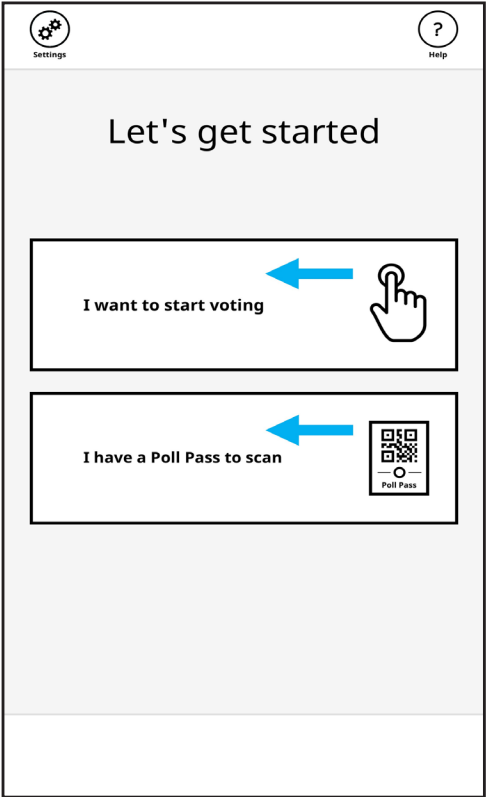 Settings
Help
?
Let's get started
I want to start voting
I have a Poll Pass to scan
Poll Pass